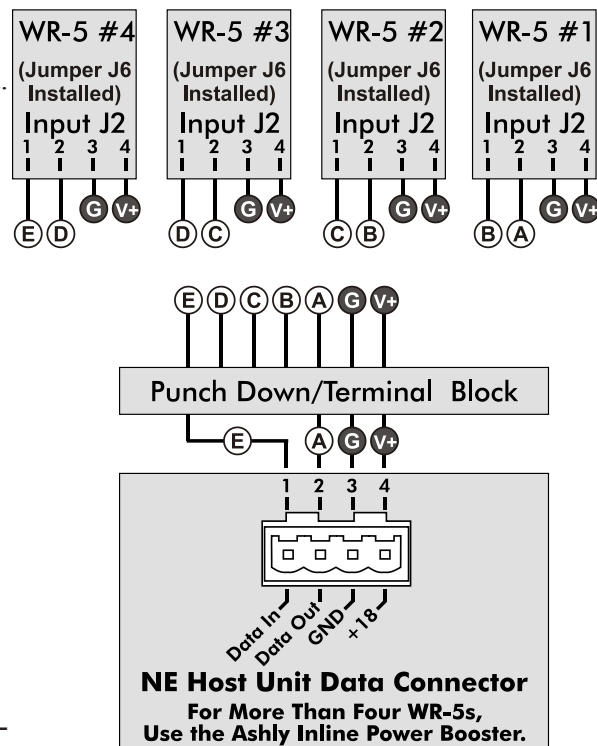 WR-5 #4 WR-5 #3 WR-5 #2 WR-5 #1
(Jumper J6 (Jumper J6 (Jumper J6 (Jumper J6
Installed) Installed) Installed) Installed)
Input J2 Input J2 Input J2 Input J2
1 2 3 4 1 2 3 4 1 2 3 4 1 2 3 4
E D G V+ D C G V+ C B G V+ B A G V+
E D C B A G V+
Punch Down/Terminal Block
E A G V+
1 2 3 4
Data In Data Out GND +18
NE Host Unit Data Connector
For More Than Four WR-5s,
Use the Ashly Inline Power Booster.